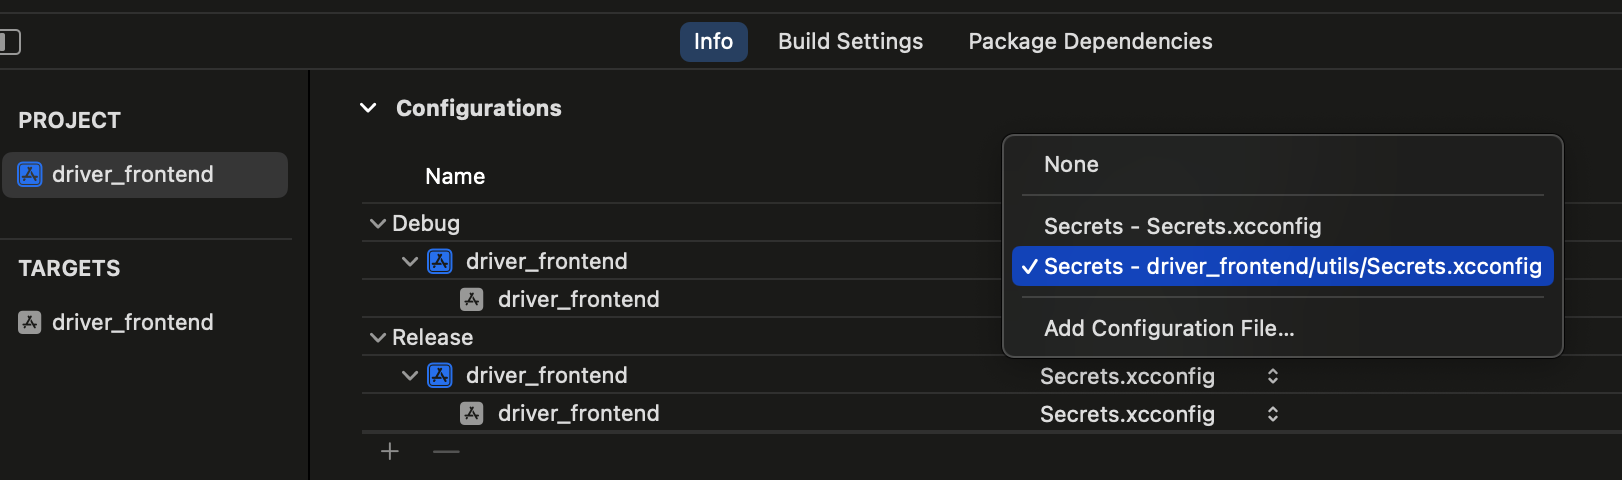 Info Build Settings Package Dependencies
PROJECT
driver_frontend
TARGETS
driver_frontend
Configurations
Name
Debug
driver_frontend
driver_frontend
Release
driver_frontend Secrets.xcconfig
driver_frontend Secrets.xcconfig
None
Secrets - Secrets.xcconfig
Secrets - driver_frontend/utils/Secrets.xcconfig
Add Configuration File...